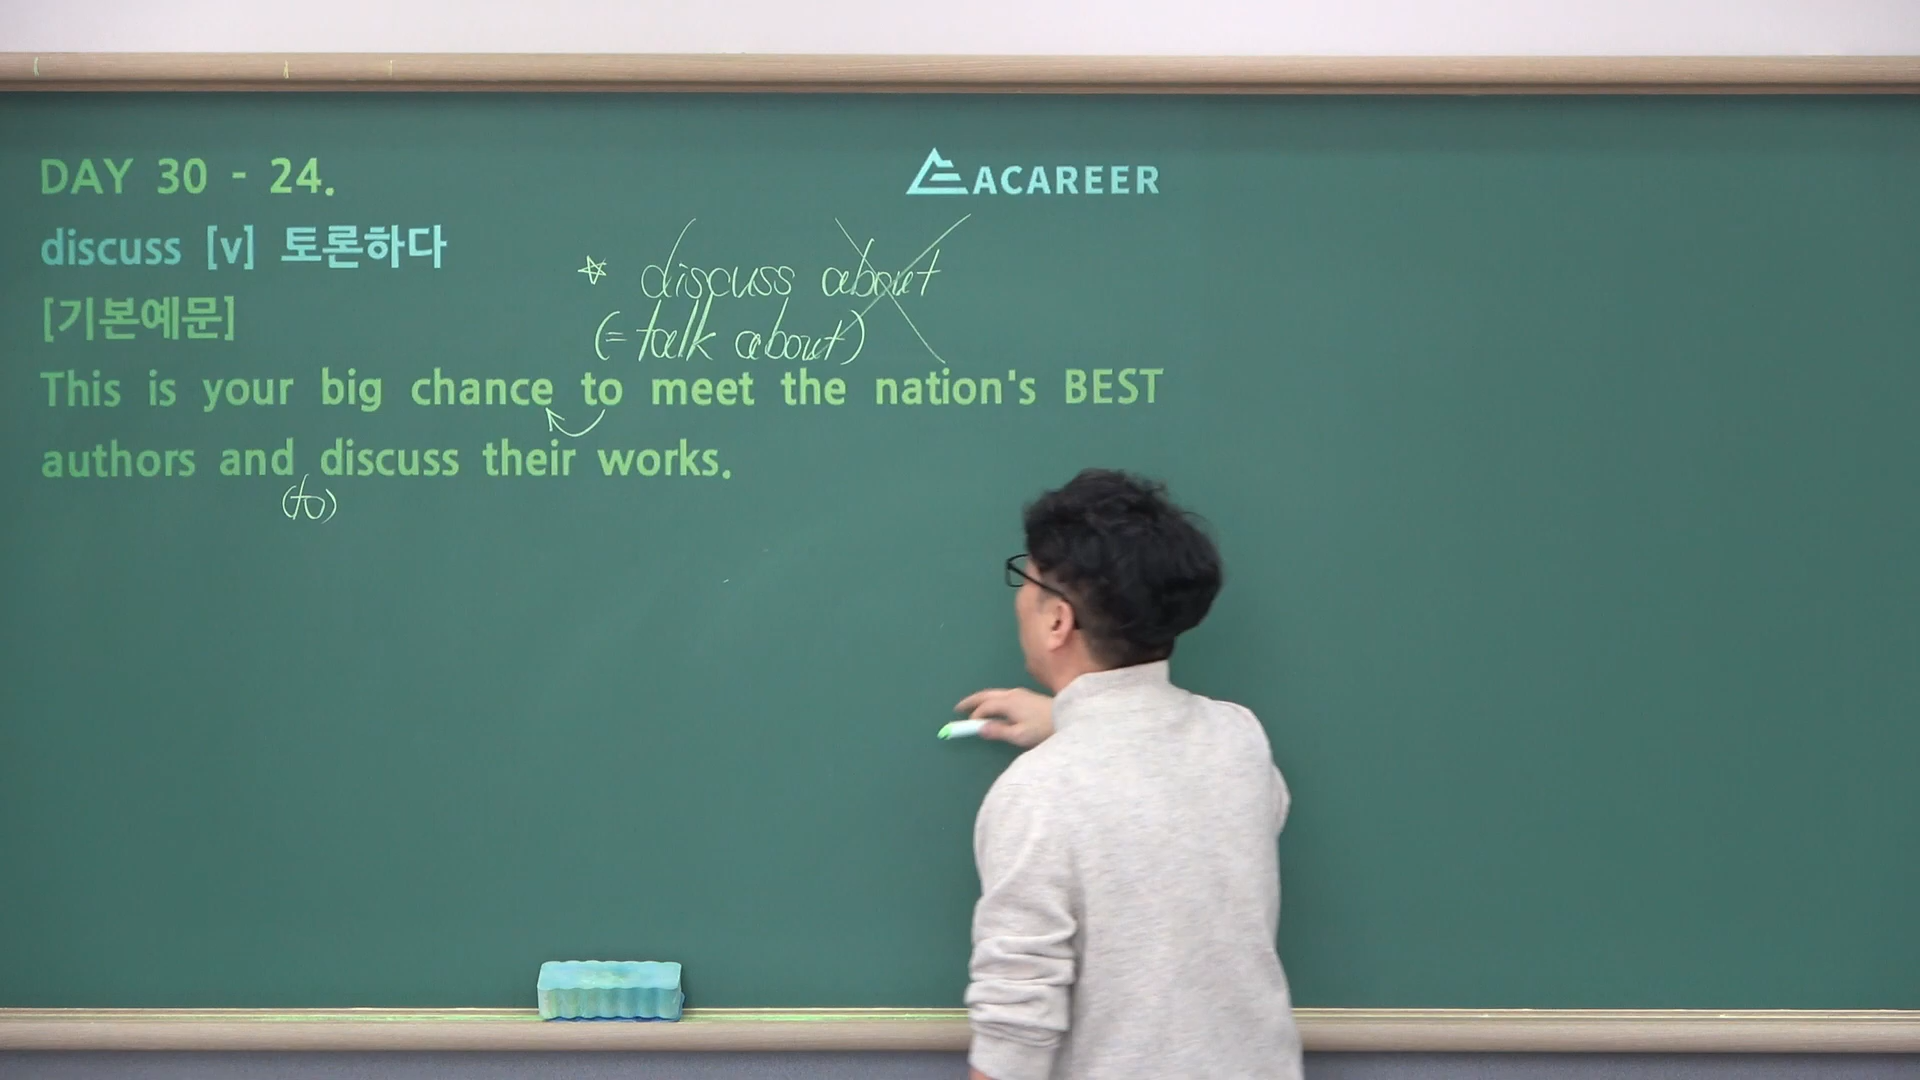 DAY 30 - 24.
ACAREER
discuss [v] 토론하다
☆ discuss about
[기본예문]
(= talk about)
This is your big chance to meet the nation's BEST
authors and discuss their works.
(to)